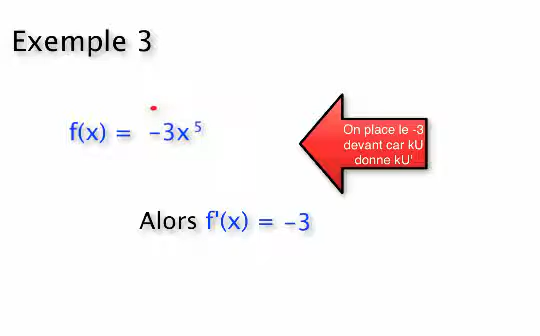 Exemple 3
f(x) = -3x⁵
On place le -3
devant car kU
donne kU'
Alors f'(x) = -3